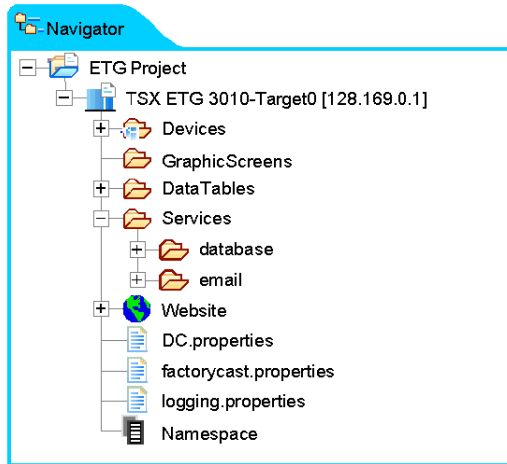 Navigator
ETG Project
TSX ETG 3010-Target0 [128.169.0.1]
Devices
GraphicScreens
DataTables
Services
database
email
Website
DC.properties
factorycast.properties
logging.properties
Namespace